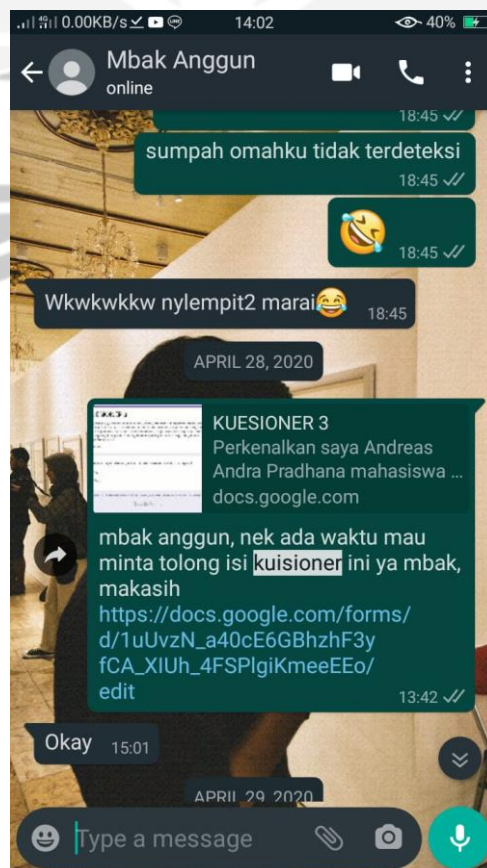 0.00KB/s 14:02 40%
Mbak Anggun
online
18:45
sumpah omahku tidak terdeteksi
18:45
18:45
Wkwkwkkw nylempit2 marai😂 18:45
APRIL 28, 2020
KUESIONER 3
Perkenalkan saya Andreas
Andra Pradhana mahasiswa ...
docs.google.com
mbak anggun, nek ada waktu mau
minta tolong isi kuisioner ini ya mbak,
makasih
https://docs.google.com/forms/
d/1uUvzN_a40cE6GBhzhF3y
fCA_XIUh_4FSPlgiKmeeEEo/
edit
13:42
Okay 15:01
APRIL 29, 2020
Type a message